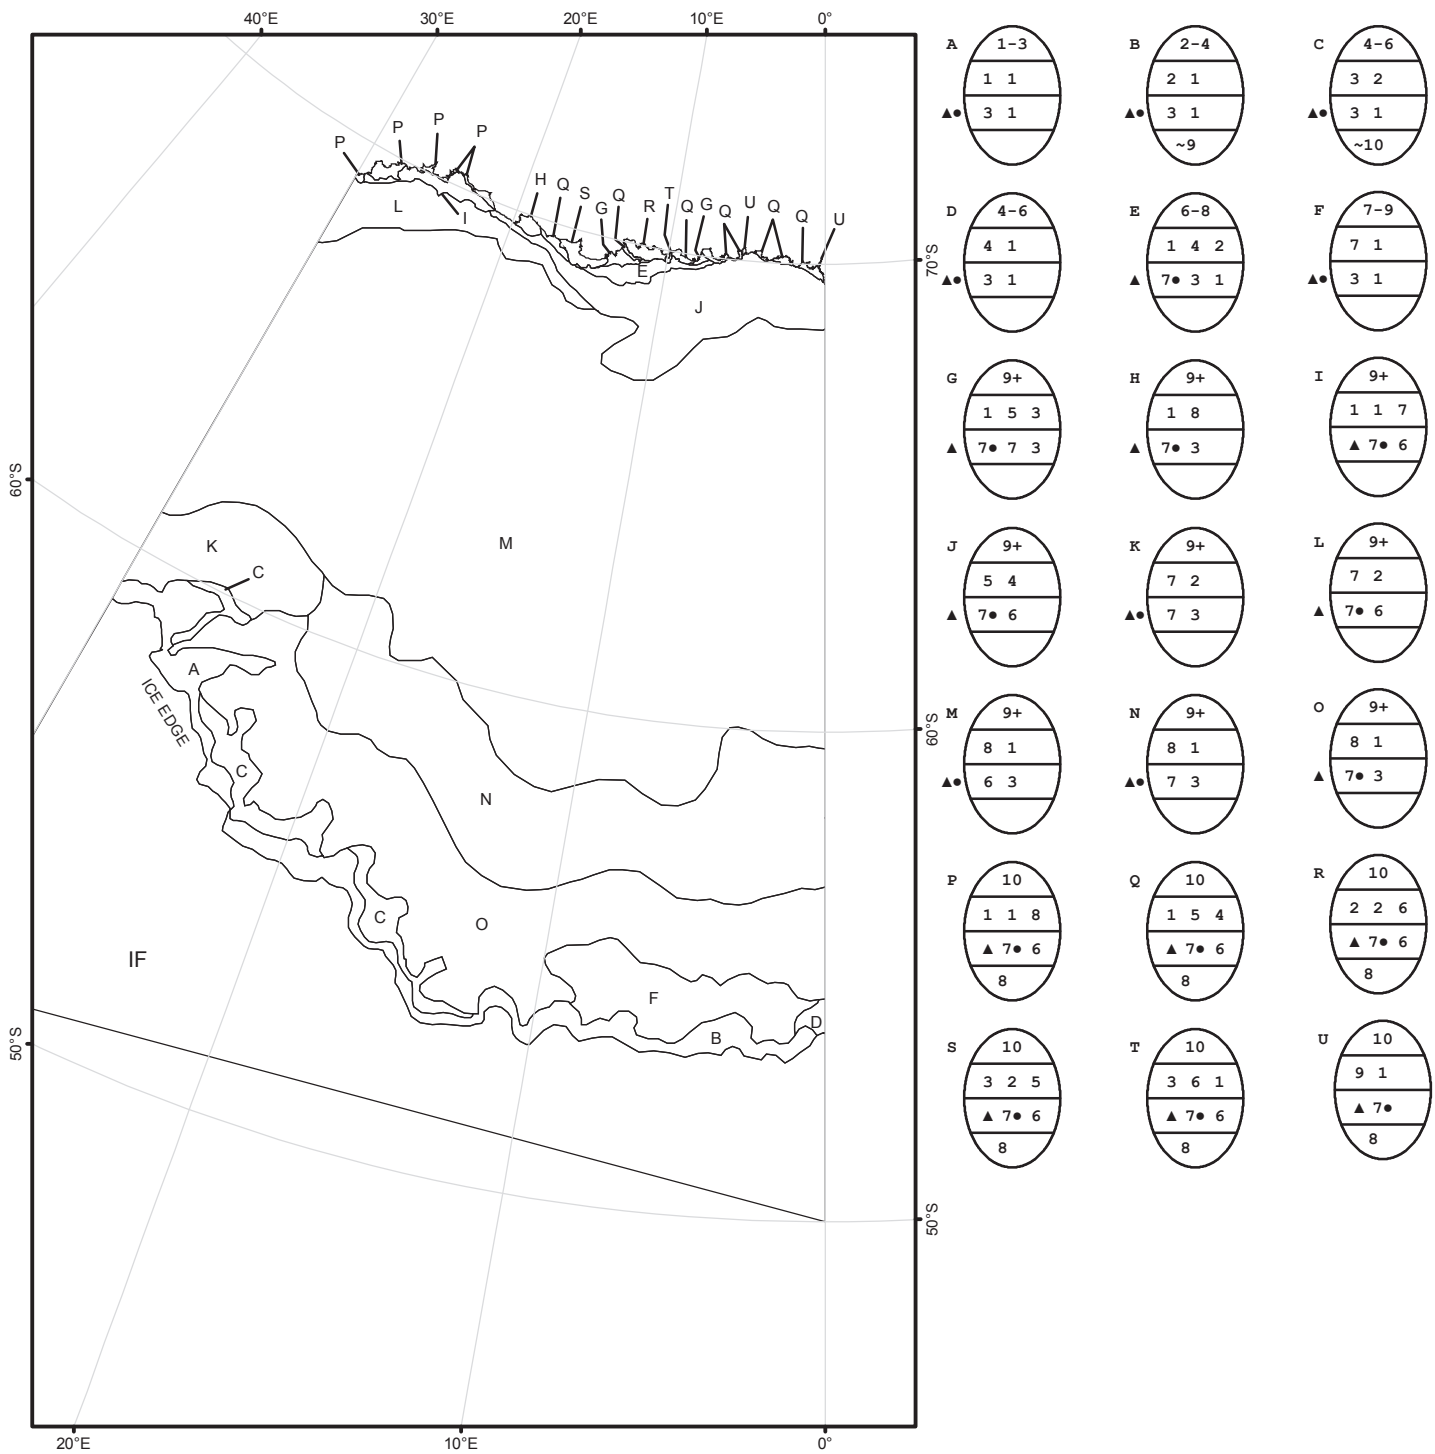 40°E 30°E 20°E 10°E 0°
P P P P
H Q S G Q R T Q G Q U Q Q U
L I E J
70°S
60°S
M
K C
A
ICE EDGE
60°S
C
N
C
O
IF
F
D
B
50°S
50°S
20°E 10°E 0°
A 1-3
1 1
▲● 3 1
B 2-4
2 1
▲● 3 1
~9
C 4-6
3 2
▲● 3 1
~10
D 4-6
4 1
▲● 3 1
E 6-8
1 4 2
▲ 7● 3 1
F 7-9
7 1
▲● 3 1
G 9+
1 5 3
▲ 7● 7 3
H 9+
1 8
▲ 7● 3
I 9+
1 1 7
▲ 7● 6
J 9+
5 4
▲ 7● 6
K 9+
7 2
▲● 7 3
L 9+
7 2
▲ 7● 6
M 9+
8 1
▲● 6 3
N 9+
8 1
▲● 7 3
O 9+
8 1
▲ 7● 3
P 10
1 1 8
▲ 7● 6
8
Q 10
1 5 4
▲ 7● 6
8
R 10
2 2 6
▲ 7● 6
8
S 10
3 2 5
▲ 7● 6
8
T 10
3 6 1
▲ 7● 6
8
U 10
9 1
▲ 7●
8